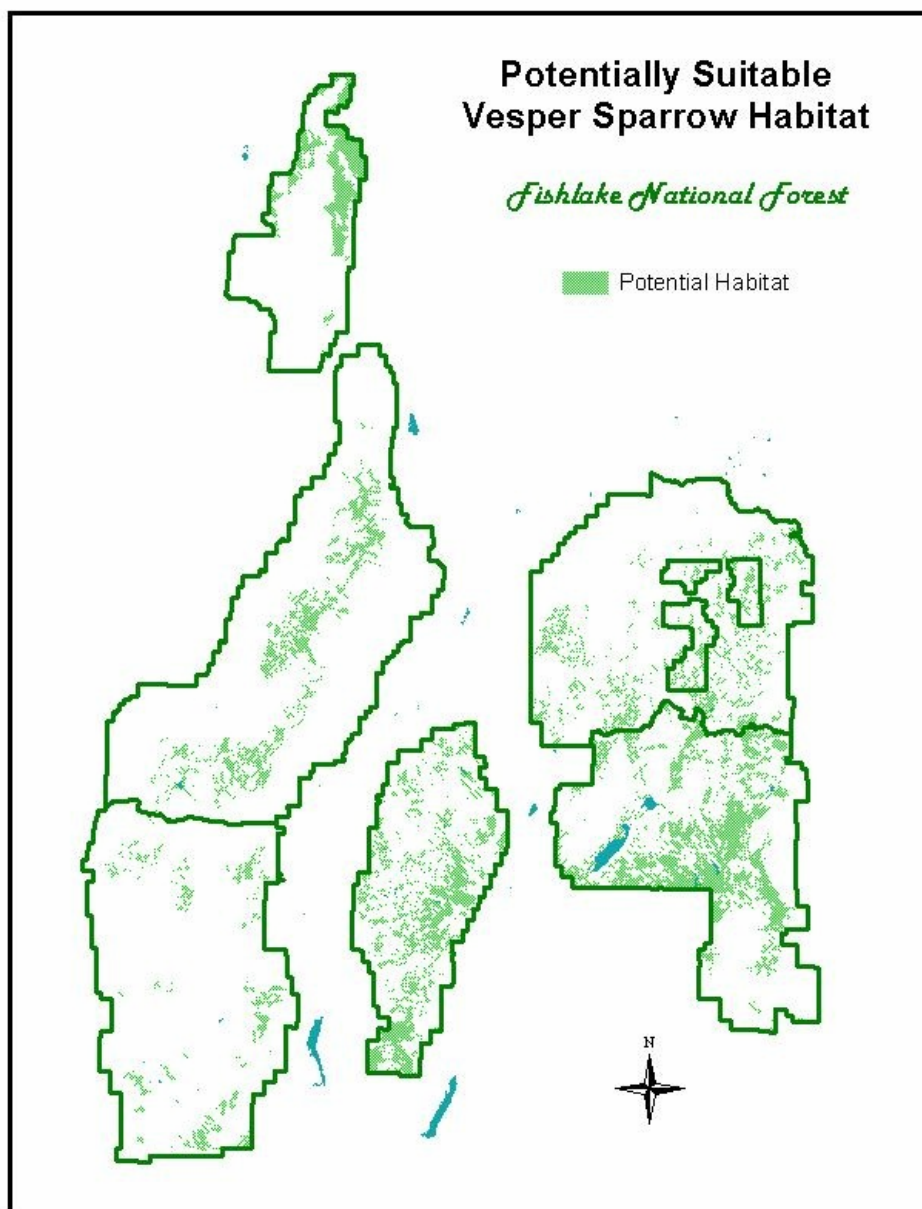 Potentially Suitable
Vesper Sparrow Habitat
Fishlake National Forest
Potential Habitat
N